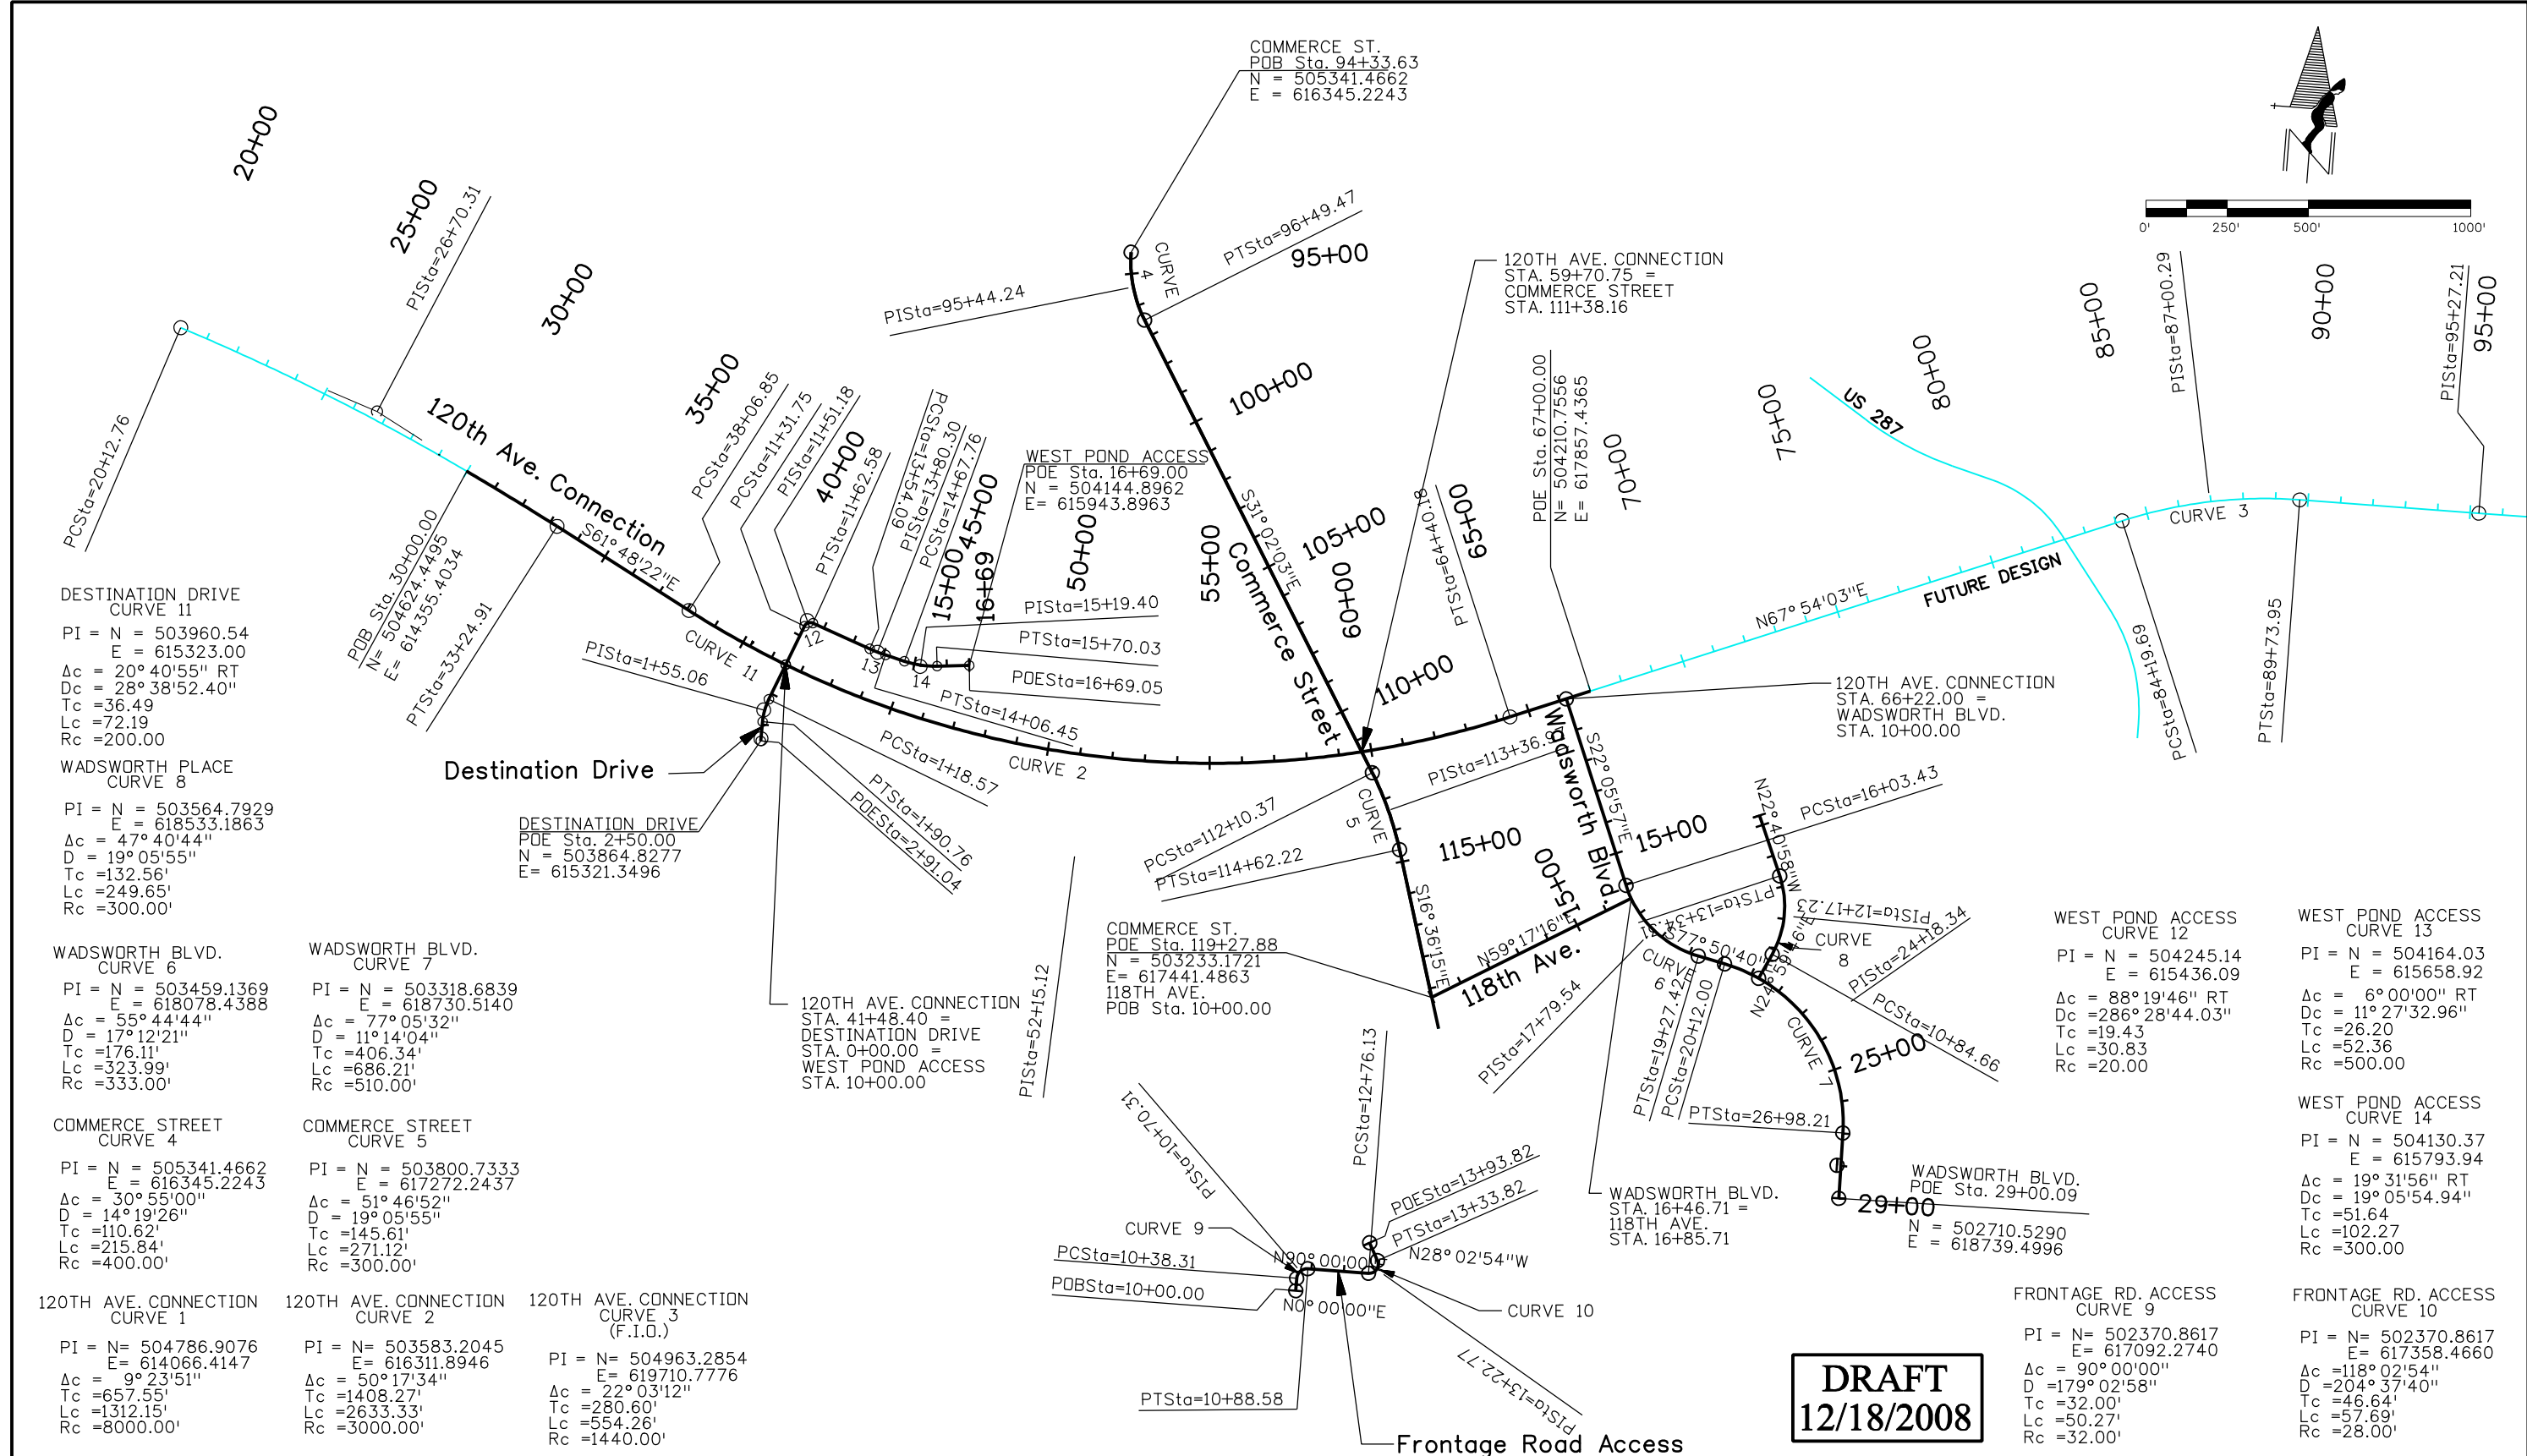 COMMERCE ST.
POB Sta. 94+33.63
N = 505341.4662
E = 616345.2243
20+00
25+00
PISta=26+70.31
30+00
35+00
PCSta=38+06.85
PCSta=11+31.75
PISta=11+51.18
40+00
PTSta=11+62.58
PCSta=13+54.09
PISta=13+80.30
PCSta=14+67.76
45+00
15+00
16+69
50+00
55+00
PCSta=20+12.76
120th Ave. Connection
S61°48'22"E
POB Sta. 30+00.00
N= 504624.4495
E= 614355.4034
PTSta=33+24.91
WEST POND ACCESS
POE Sta. 16+69.00
N = 504144.8962
E= 615943.8963
PISta=15+19.40
PTSta=15+70.03
POESta=16+69.05
PTSta=14+06.45
CURVE 11
12
13
14
PISta=1+55.06
PCSta=1+18.57
PTSta=1+90.76
POESta=2+91.04
Destination Drive
DESTINATION DRIVE
POE Sta. 2+50.00
N = 503864.8277
E= 615321.3496
CURVE 2
PISta=52+15.12
120TH AVE. CONNECTION
STA. 41+48.40 =
DESTINATION DRIVE
STA. 0+00.00 =
WEST POND ACCESS
STA. 10+00.00
CURVE
4
PISta=95+44.24
PTSta=96+49.47
95+00
100+00
105+00
S31°02'03"E
Commerce Street
60+00
110+00
120TH AVE. CONNECTION
STA. 59+70.75 =
COMMERCE STREET
STA. 111+38.16
PTSta=64+40.18
65+00
POE Sta. 67+00.00
N= 504210.7556
E= 617857.4365
70+00
75+00
80+00
85+00
90+00
95+00
US 287
PISta=87+00.29
PISta=95+27.21
CURVE 3
N67°54'03"E
FUTURE DESIGN
PCSta=84+19.69
PTSta=89+73.95
N
0'
250'
500'
1000'
120TH AVE. CONNECTION
STA. 66+22.00 =
WADSWORTH BLVD.
STA. 10+00.00
Wadsworth Blvd.
S22°05'57"E
CURVE
5
PCSta=112+10.37
PTSta=114+62.22
115+00
S16°36'15"E
15+00
15+00
PCSta=16+03.43
N59°17'16"E
118th Ave.
COMMERCE ST.
POE Sta. 119+27.88
N = 503233.1721
E= 617441.4863
118TH AVE.
POB Sta. 10+00.00
N22°40'58"W
PISta=12+17.23
PISta=24+18.34
CURVE
8
PCSta=10+84.66
CURVE
6
PISta=17+79.54
PTSta=19+27.42
PCSta=20+12.00
CURVE 7
25+00
PTSta=26+98.21
29+00
WADSWORTH BLVD.
POE Sta. 29+00.09
N = 502710.5290
E = 618739.4996
WADSWORTH BLVD.
STA. 16+46.71 =
118TH AVE.
STA. 16+85.71
PCSta=12+76.13
PISta=10+70.31
POESta=13+93.82
PTSta=13+33.82
N28°02'54"W
CURVE 9
PCSta=10+38.31
POBSta=10+00.00
N0°00'00"E
CURVE 10
PISta=13+22.77
PTSta=10+88.58
Frontage Road Access
DESTINATION DRIVE
CURVE 11
PI = N = 503960.54
E = 615323.00
Δc = 20°40'55" RT
Dc = 28°38'52.40"
Tc =36.49
Lc =72.19
Rc =200.00
WADSWORTH PLACE
CURVE 8
PI = N = 503564.7929
E = 618533.1863
Δc = 47°40'44"
D = 19°05'55"
Tc =132.56'
Lc =249.65'
Rc =300.00'
WADSWORTH BLVD.
CURVE 6
PI = N = 503459.1369
E = 618078.4388
Δc = 55°44'44"
D = 17°12'21"
Tc =176.11'
Lc =323.99'
Rc =333.00'
WADSWORTH BLVD.
CURVE 7
PI = N = 503318.6839
E = 618730.5140
Δc = 77°05'32"
D = 11°14'04"
Tc =406.34'
Lc =686.21'
Rc =510.00'
COMMERCE STREET
CURVE 4
PI = N = 505341.4662
E = 616345.2243
Δc = 30°55'00"
D = 14°19'26"
Tc =110.62'
Lc =215.84'
Rc =400.00'
COMMERCE STREET
CURVE 5
PI = N = 503800.7333
E = 617272.2437
Δc = 51°46'52"
D = 19°05'55"
Tc =145.61'
Lc =271.12'
Rc =300.00'
120TH AVE. CONNECTION
CURVE 1
PI = N= 504786.9076
E= 614066.4147
Δc = 9°23'51"
Tc =657.55'
Lc =1312.15'
Rc =8000.00'
120TH AVE. CONNECTION
CURVE 2
PI = N= 503583.2045
E= 616311.8946
Δc = 50°17'34"
Tc =1408.27'
Lc =2633.33'
Rc =3000.00'
120TH AVE. CONNECTION
CURVE 3
(F.I.O.)
PI = N= 504963.2854
E= 619710.7776
Δc = 22°03'12"
Tc =280.60'
Lc =554.26'
Rc =1440.00'
WEST POND ACCESS
CURVE 12
PI = N = 504245.14
E = 615436.09
Δc = 88°19'46" RT
Dc =286°28'44.03"
Tc =19.43
Lc =30.83
Rc =20.00
WEST POND ACCESS
CURVE 13
PI = N = 504164.03
E = 615658.92
Δc = 6°00'00" RT
Dc = 11°27'32.96"
Tc =26.20
Lc =52.36
Rc =500.00
WEST POND ACCESS
CURVE 14
PI = N = 504130.37
E = 615793.94
Δc = 19°31'56" RT
Dc = 19°05'54.94"
Tc =51.64
Lc =102.27
Rc =300.00
FRONTAGE RD. ACCESS
CURVE 9
PI = N= 502370.8617
E= 617092.2740
Δc = 90°00'00"
D =179°02'58"
Tc =32.00'
Lc =50.27'
Rc =32.00'
FRONTAGE RD. ACCESS
CURVE 10
PI = N= 502370.8617
E= 617358.4660
Δc =118°02'54"
D =204°37'40"
Tc =46.64'
Lc =57.69'
Rc =28.00'
DRAFT
12/18/2008